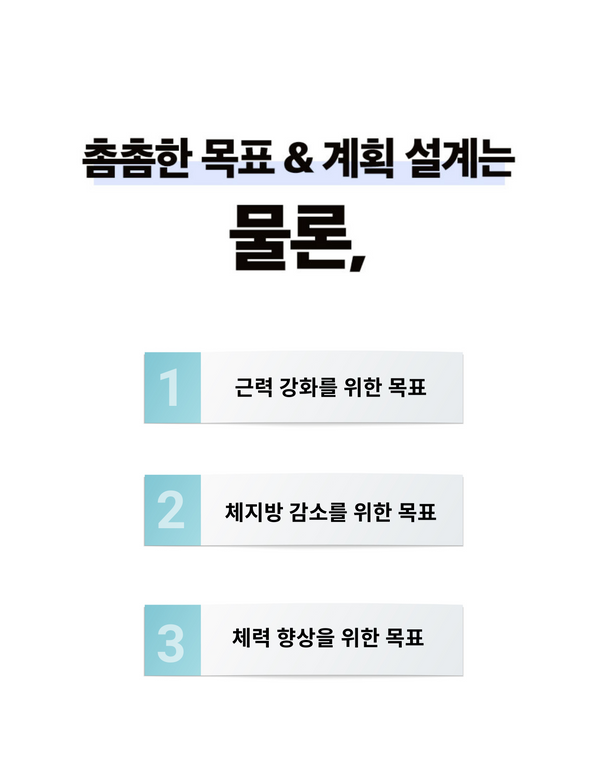 촘촘한 목표 & 계획 설계는
물론,
1 근력 강화를 위한 목표
2 체지방 감소를 위한 목표
3 체력 향상을 위한 목표